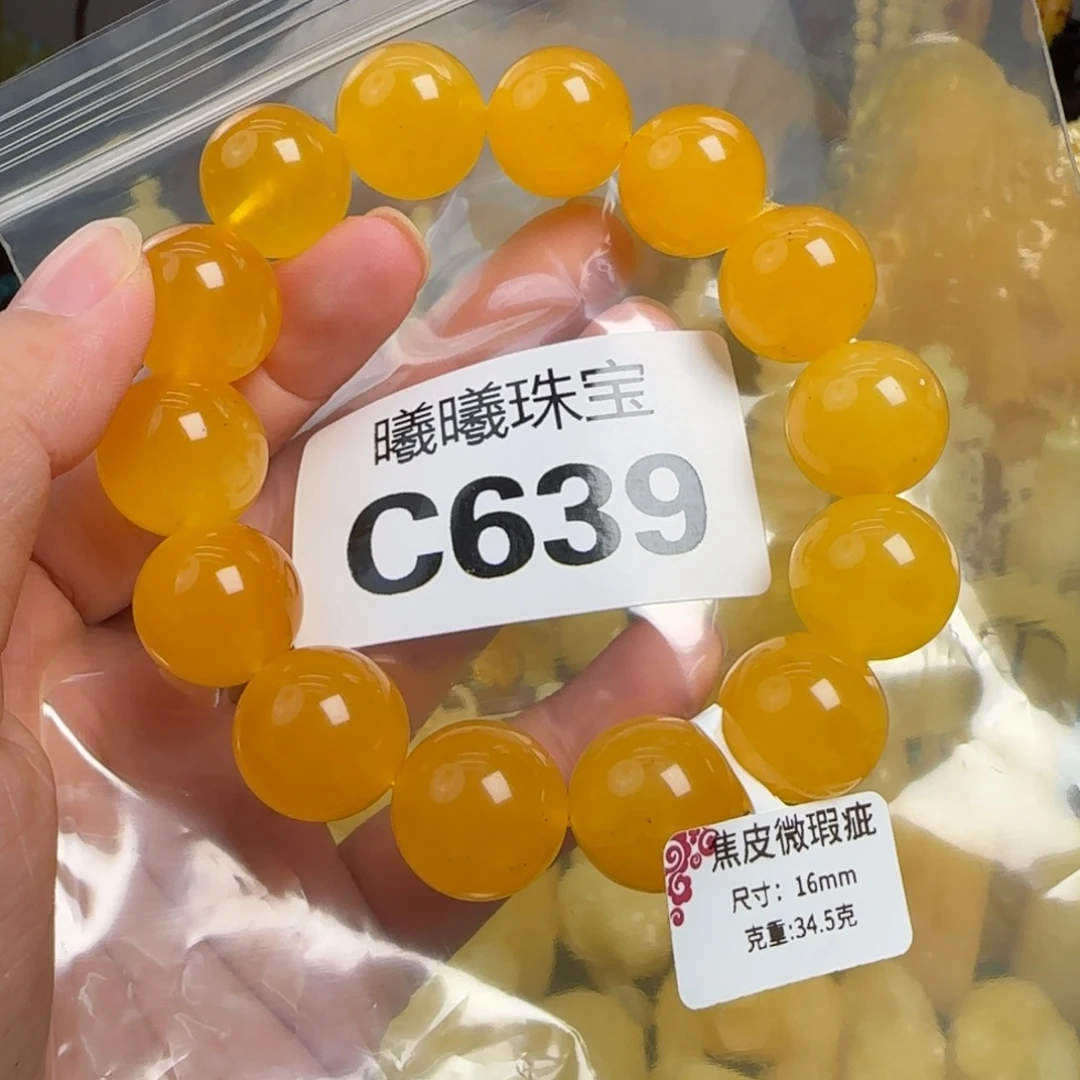 曦曦珠宝
C639
焦皮微瑕疵
尺寸：16mm
克重:34.5克